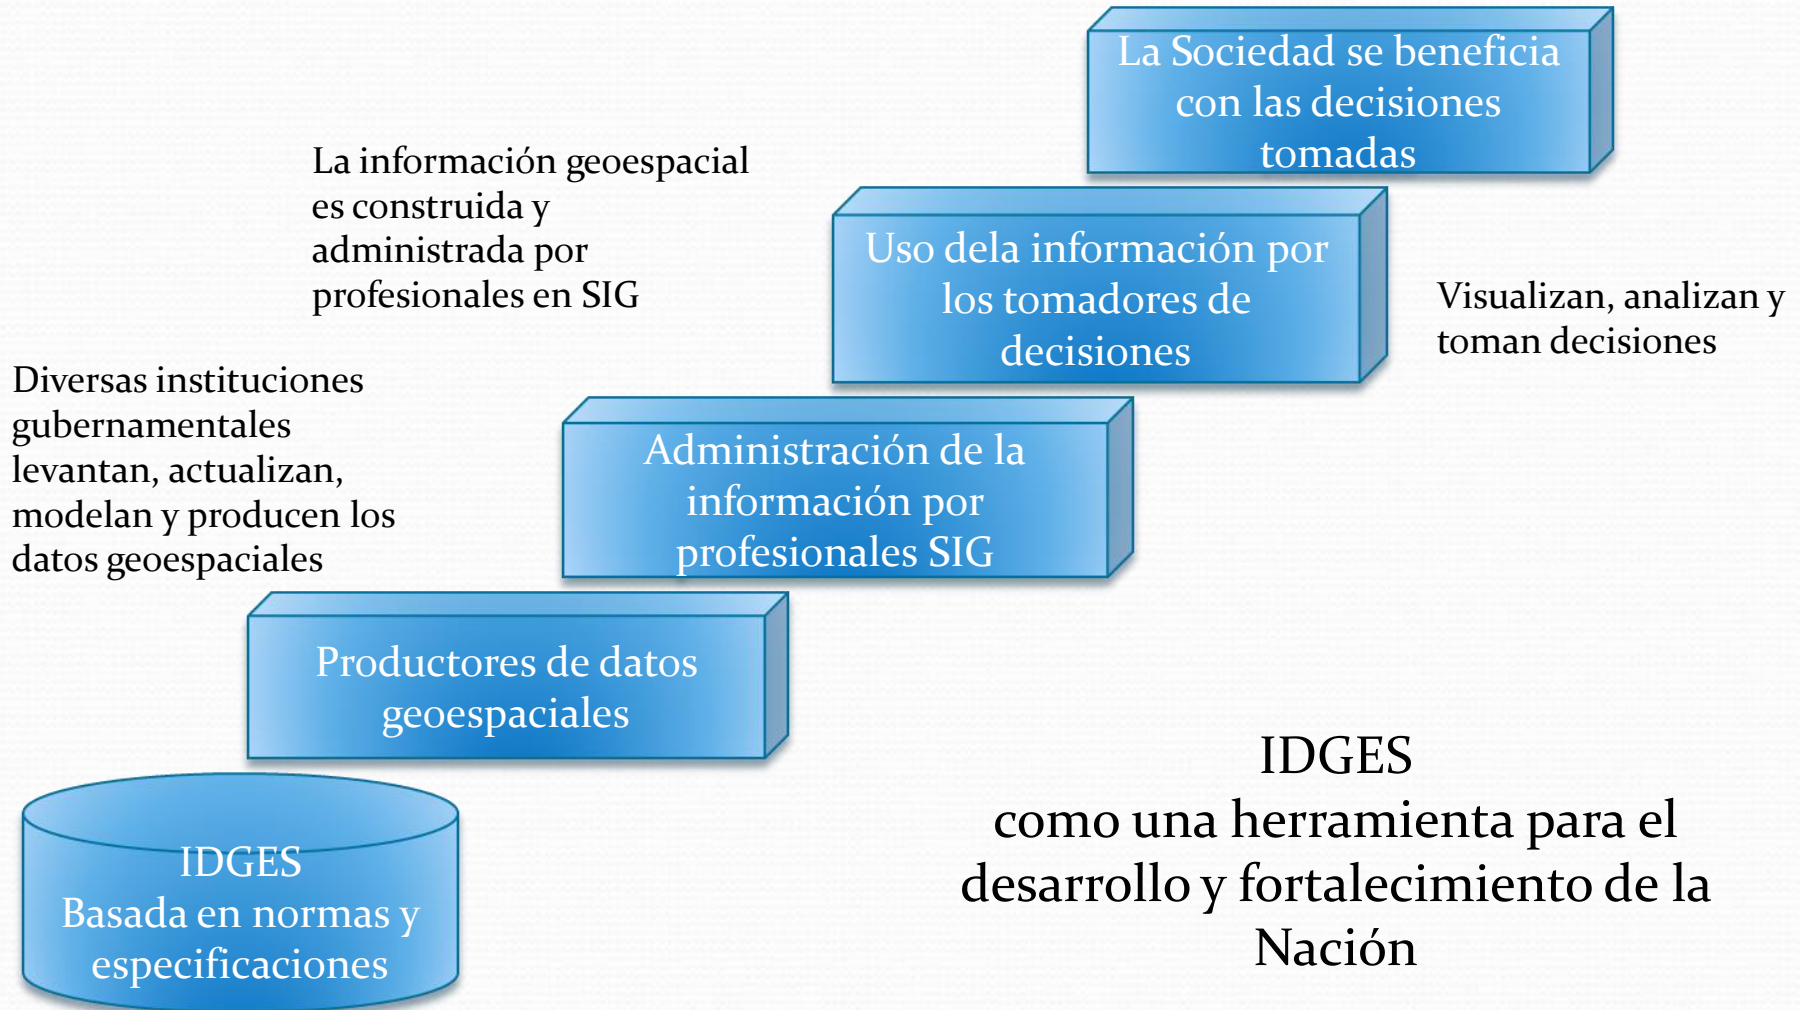 La Sociedad se beneficia
con las decisiones
tomadas
La información geoespacial
es construida y
administrada por
profesionales en SIG
Uso dela información por
los tomadores de
decisiones
Visualizan, analizan y
toman decisiones
Diversas instituciones
gubernamentales
levantan, actualizan,
modelan y producen los
datos geoespaciales
Administración de la
información por
profesionales SIG
Productores de datos
geoespaciales
IDGES
Basada en normas y
especificaciones
IDGES
como una herramienta para el
desarrollo y fortalecimiento de la
Nación